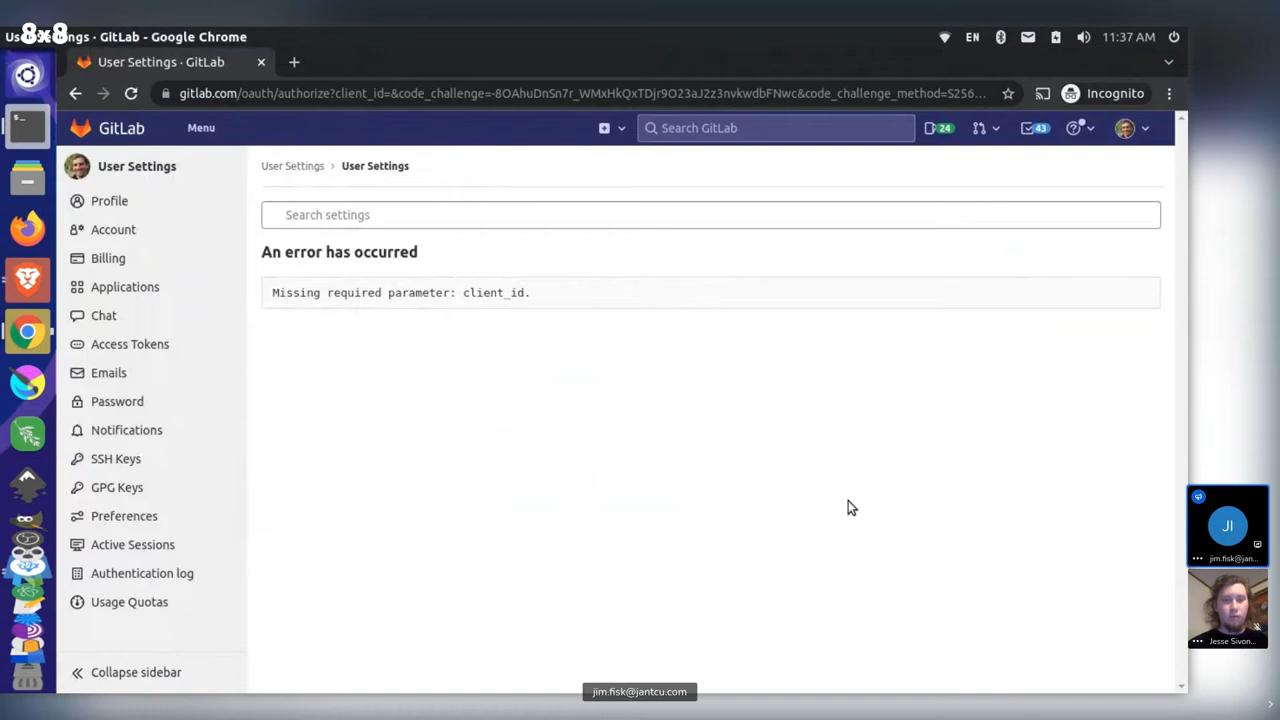 8x8
User Settings · GitLab - Google Chrome
EN
11:37 AM
User Settings · GitLab
gitlab.com/oauth/authorize?client_id=&code_challenge=-8OAhuDnSn7r_WMxHkQxTDjr9O23aJ2z3nvkwdbFNwc&code_challenge_method=S256...
Incognito
GitLab
Menu
Search GitLab
24
43
User Settings
Profile
Account
Billing
Applications
Chat
Access Tokens
Emails
Password
Notifications
SSH Keys
GPG Keys
Preferences
Active Sessions
Authentication log
Usage Quotas
Collapse sidebar
User Settings › User Settings
Search settings
An error has occurred
Missing required parameter: client_id.
JI
jim.fisk@jan...
Jesse Sivon...
jim.fisk@jantcu.com